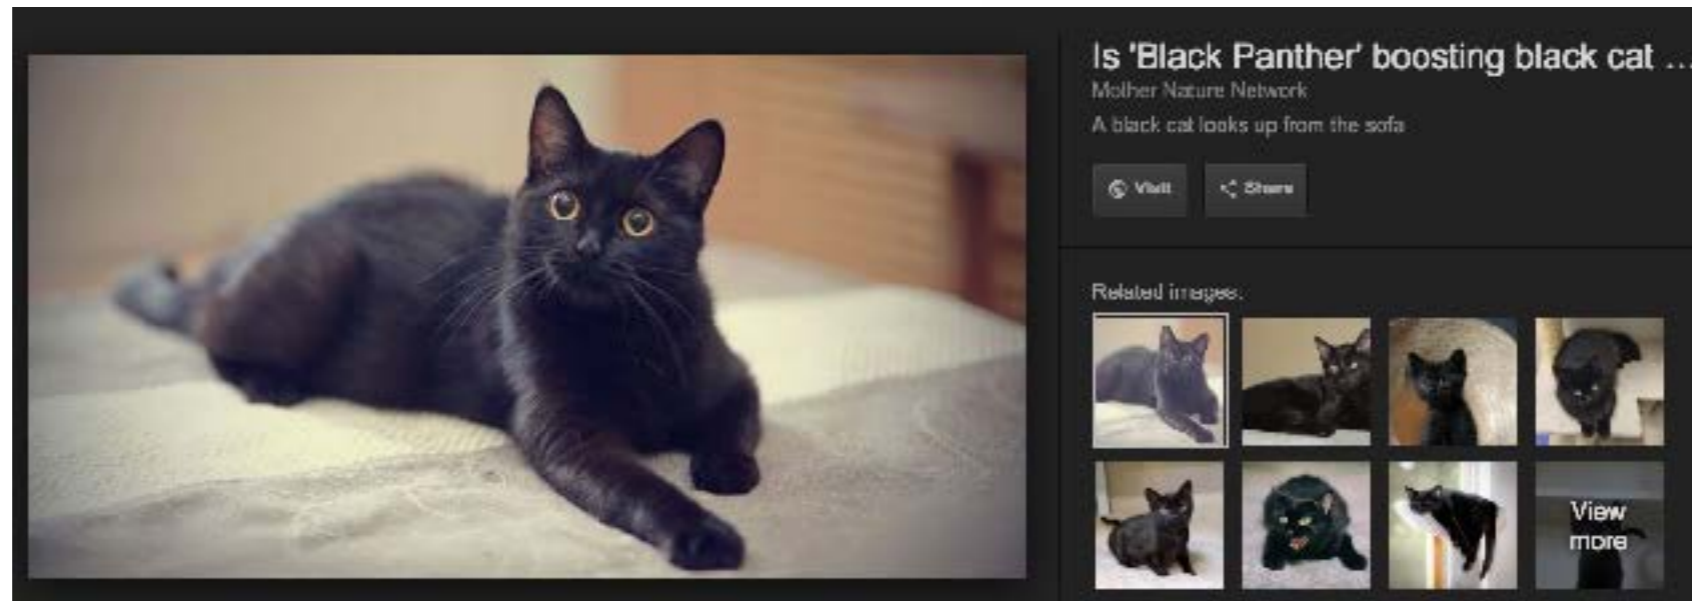 Is 'Black Panther' boosting black cat ...
Mother Nature Network
A black cat looks up from the sofa
Visit
Share
Related images:
View
more